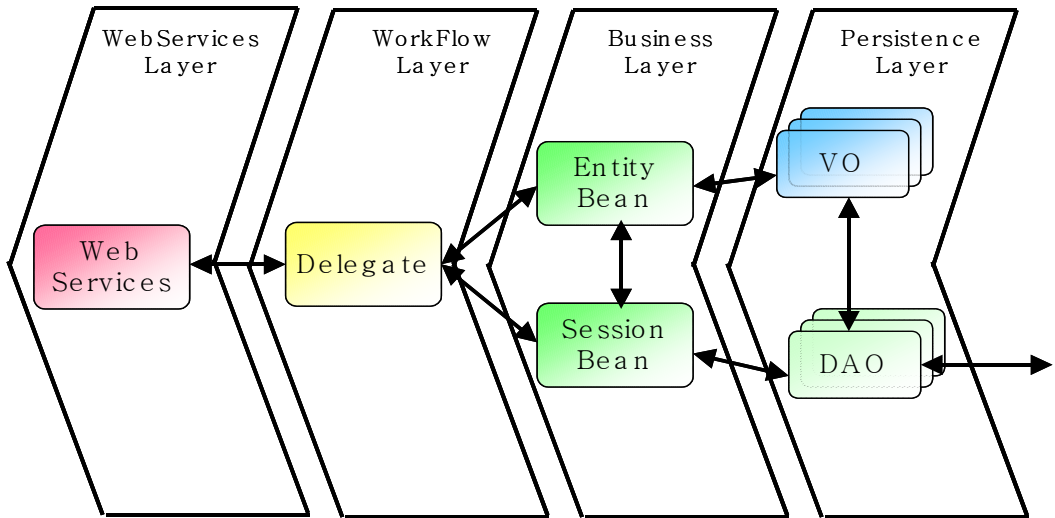 WebServices
Layer
WorkFlow
Layer
Business
Layer
Persistence
Layer
Web
Services
Delegate
Entity
Bean
Session
Bean
VO
DAO